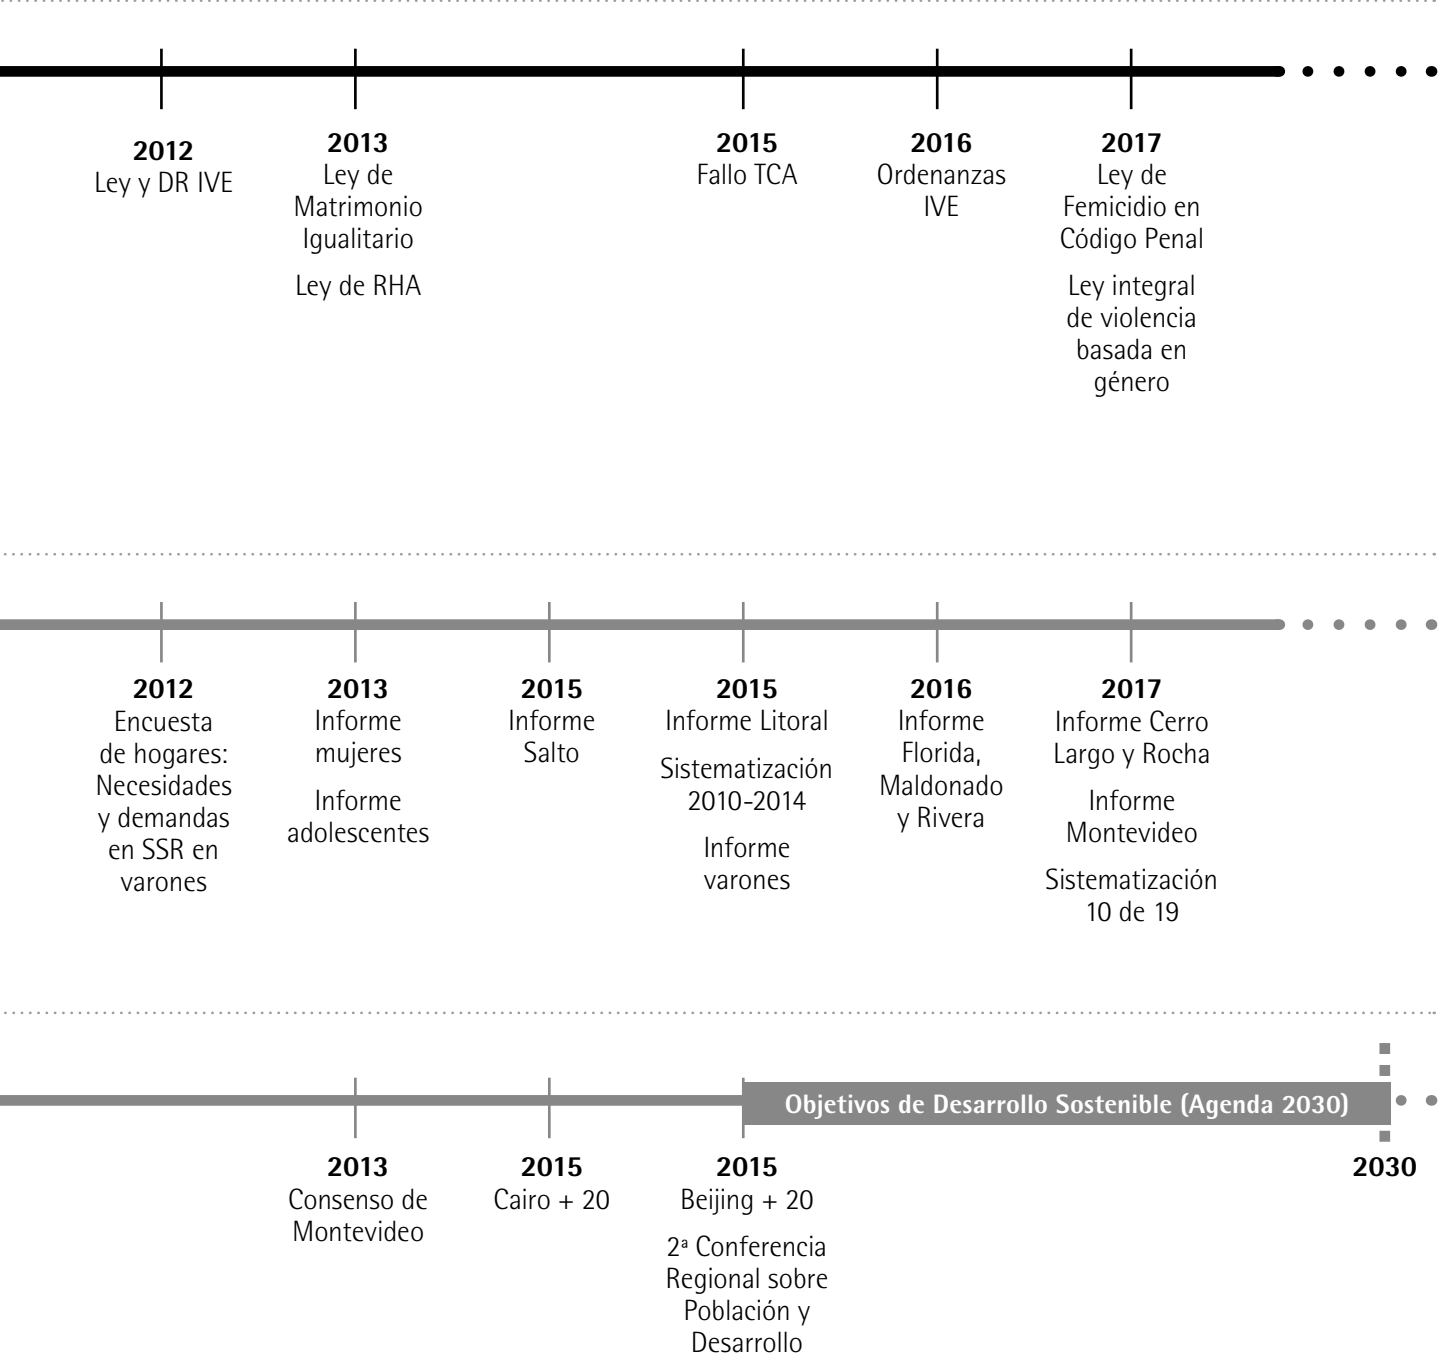 2012
Ley y DR IVE
2013
Ley de
Matrimonio
Igualitario
Ley de RHA
2015
Fallo TCA
2016
Ordenanzas
IVE
2017
Ley de
Femicidio en
Código Penal
Ley integral
de violencia
basada en
género
2012
Encuesta
de hogares:
Necesidades
y demandas
en SSR en
varones
2013
Informe
mujeres
Informe
adolescentes
2015
Informe
Salto
2015
Informe Litoral
Sistematización
2010-2014
Informe
varones
2016
Informe
Florida,
Maldonado
y Rivera
2017
Informe Cerro
Largo y Rocha
Informe
Montevideo
Sistematización
10 de 19
Objetivos de Desarrollo Sostenible (Agenda 2030)
2013
Consenso de
Montevideo
2015
Cairo + 20
2015
Beijing + 20
2ª Conferencia
Regional sobre
Población y
Desarrollo
2030